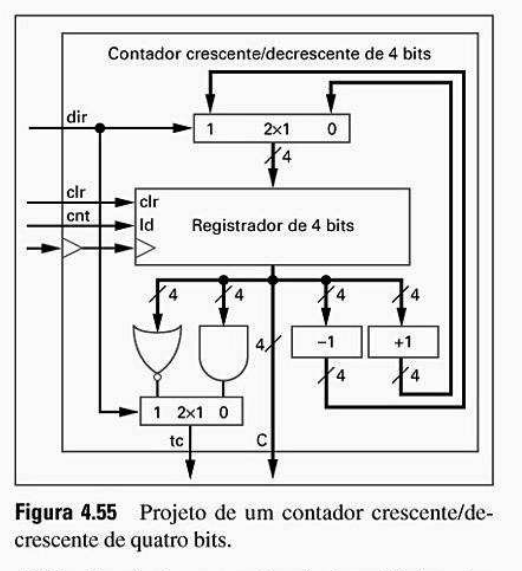 Contador crescente/decrescente de 4 bits
dir
1 2×1 0
4
clr
clr
cnt
ld
Registrador de 4 bits
4
4
4
4
4
−1
+1
4
4
1 2×1 0
tc
C
Figura 4.55 Projeto de um contador crescente/de-
crescente de quatro bits.